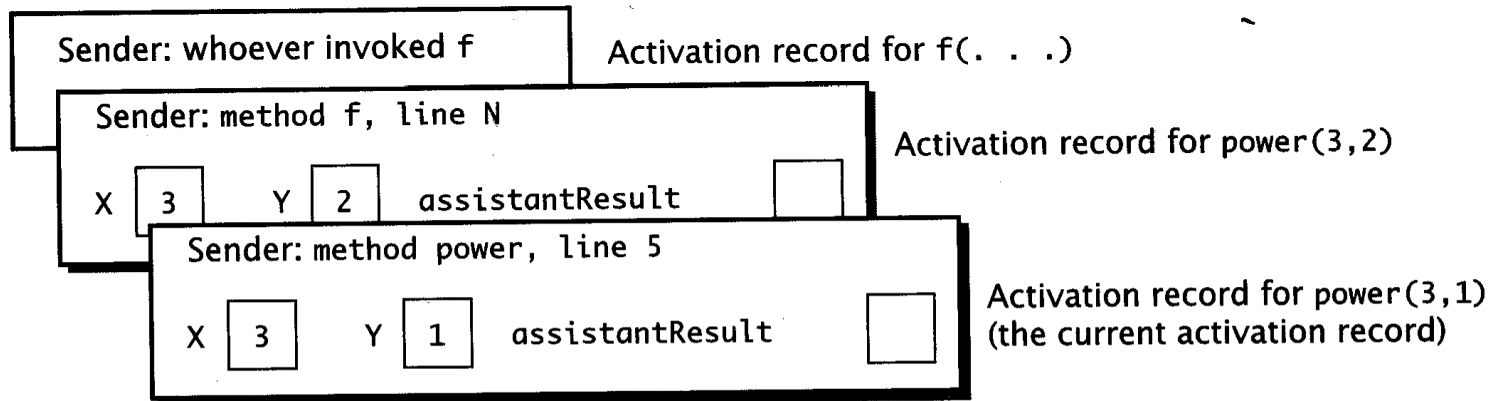 Sender: whoever invoked f
Activation record for f(. . .)
Sender: method f, line N
Activation record for power(3,2)
X 3 Y 2 assistantResult
Sender: method power, line 5
X 3 Y 1 assistantResult
Activation record for power(3,1)
(the current activation record)